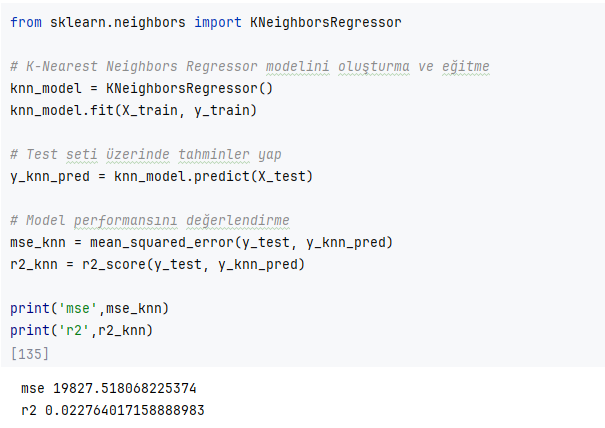 from sklearn.neighbors import KNeighborsRegressor
# K-Nearest Neighbors Regressor modelini oluşturma ve eğitme
knn_model = KNeighborsRegressor()
knn_model.fit(X_train, y_train)
# Test seti üzerinde tahminler yap
y_knn_pred = knn_model.predict(X_test)
# Model performansını değerlendirme
mse_knn = mean_squared_error(y_test, y_knn_pred)
r2_knn = r2_score(y_test, y_knn_pred)
print('mse',mse_knn)
print('r2',r2_knn)
[135]
mse 19827.518068225374
r2 0.022764017158888983